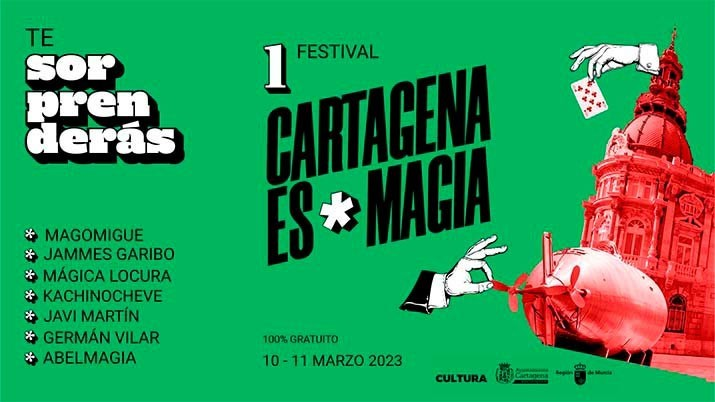 TE
sor
pren
derás
* MAGOMIGUE
* JAMMES GARIBO
* MÁGICA LOCURA
* KACHINOCHEVE
* JAVI MARTÍN
* GERMÁN VILAR
* ABELMAGIA
1 FESTIVAL
CARTAGENA
ES * MAGIA
100% GRATUITO
10 - 11 MARZO 2023
CULTURA
Ayuntamiento
Cartagena
Región de Murcia